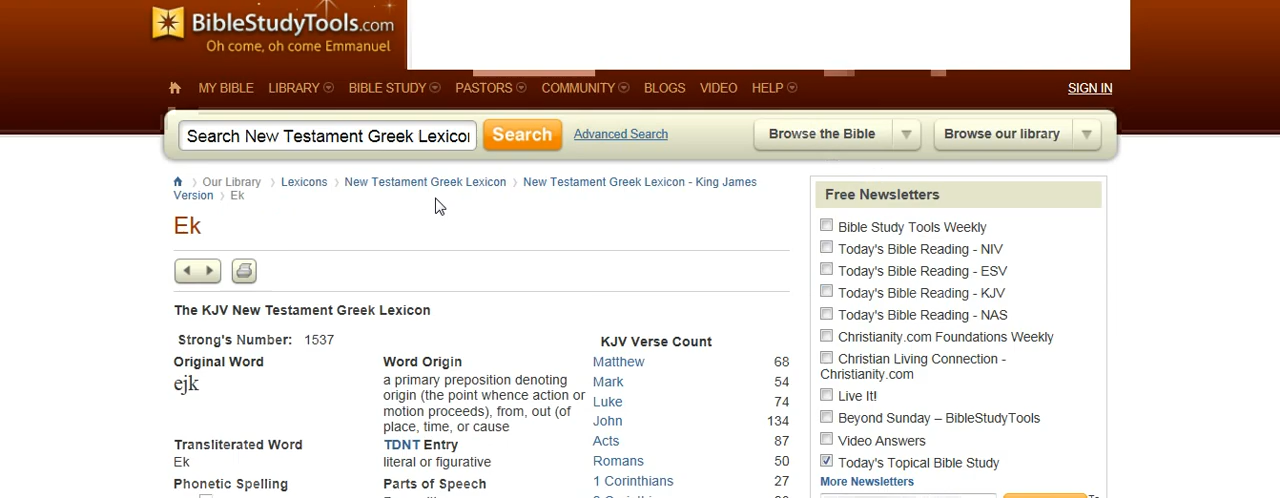 BibleStudyTools.com
Oh come, oh come Emmanuel
MY BIBLE LIBRARY BIBLE STUDY PASTORS COMMUNITY BLOGS VIDEO HELP SIGN IN
Search New Testament Greek Lexicon Search Advanced Search Browse the Bible Browse our library
Our Library Lexicons New Testament Greek Lexicon New Testament Greek Lexicon - King James
Version Ek
Ek
The KJV New Testament Greek Lexicon
Strong's Number: 1537
Original Word
ejk
Transliterated Word
Ek
Phonetic Spelling
Word Origin
a primary preposition denoting
origin (the point whence action or
motion proceeds), from, out (of
place, time, or cause
TDNT Entry
literal or figurative
Parts of Speech
KJV Verse Count
Matthew 68
Mark 54
Luke 74
John 134
Acts 87
Romans 50
1 Corinthians 27
Free Newsletters
Bible Study Tools Weekly
Today's Bible Reading - NIV
Today's Bible Reading - ESV
Today's Bible Reading - KJV
Today's Bible Reading - NAS
Christianity.com Foundations Weekly
Christian Living Connection -
Christianity.com
Live It!
Beyond Sunday – BibleStudyTools
Video Answers
Today's Topical Bible Study
More Newsletters